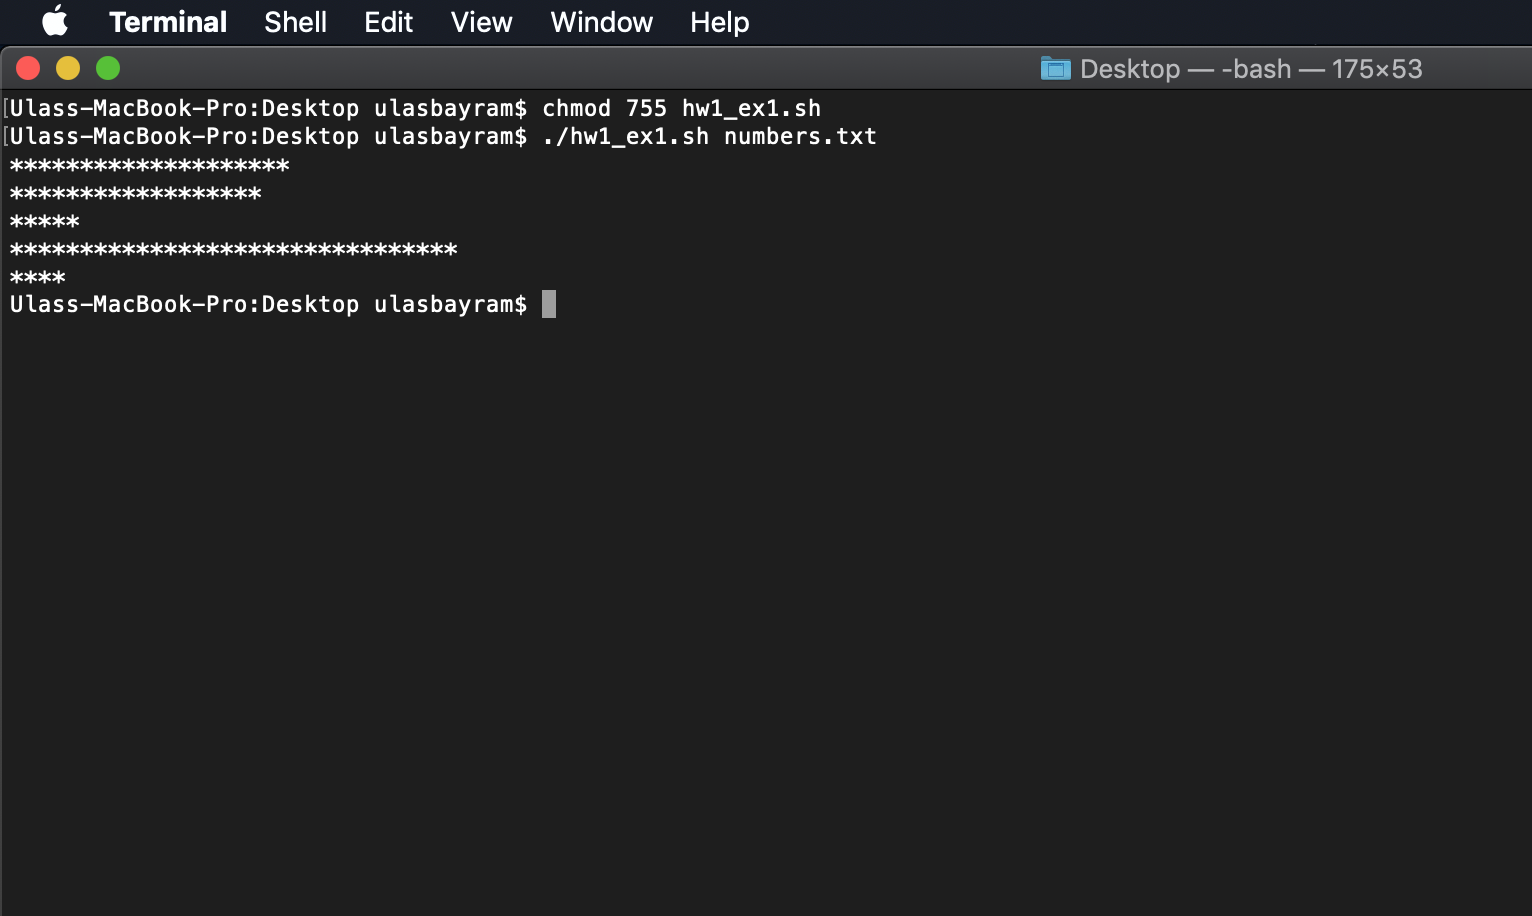 Terminal Shell Edit View Window Help
Desktop — -bash — 175×53
[Ulass-MacBook-Pro:Desktop ulasbayram$ chmod 755 hw1_ex1.sh
[Ulass-MacBook-Pro:Desktop ulasbayram$ ./hw1_ex1.sh numbers.txt
********************
******************
*****
********************************
****
Ulass-MacBook-Pro:Desktop ulasbayram$